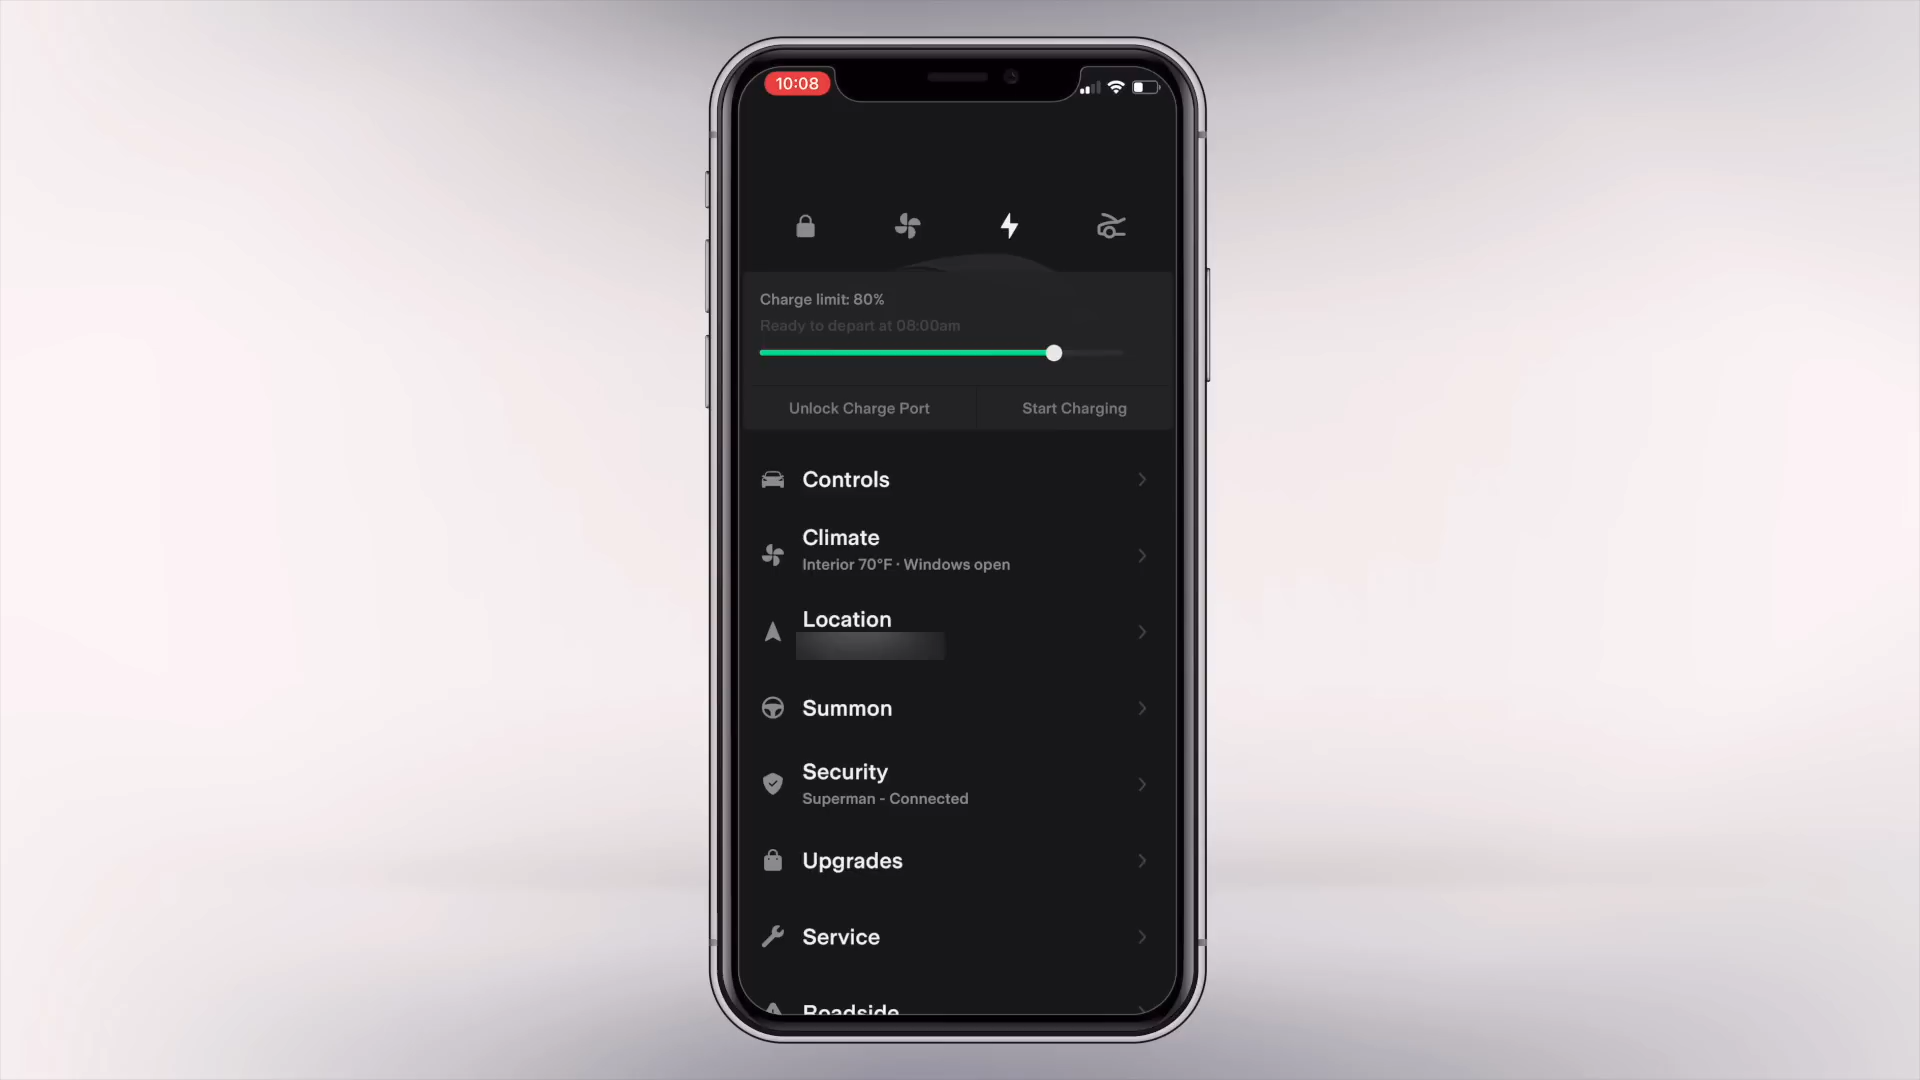 10:08
Charge limit: 80%
Ready to depart at 08:00am
Unlock Charge Port
Start Charging
Controls
Climate
Interior 70°F · Windows open
Location
Summon
Security
Superman - Connected
Upgrades
Service
Roadside